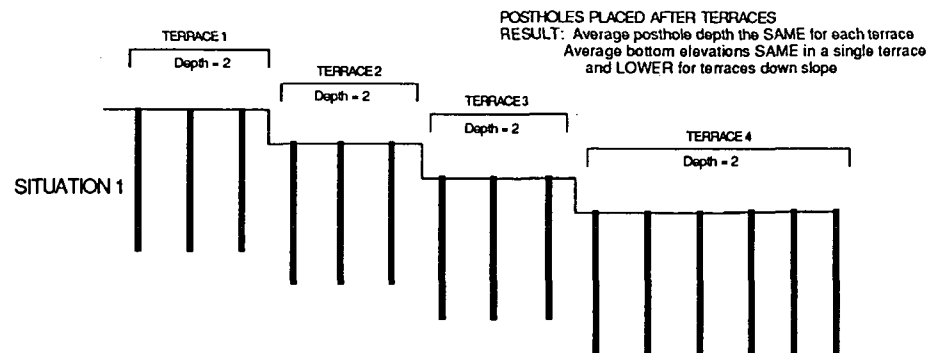 POSTHOLES PLACED AFTER TERRACES
RESULT: Average posthole depth the SAME for each terrace
Average bottom elevations SAME in a single terrace
and LOWER for terraces down slope
TERRACE 1
Depth = 2
TERRACE 2
Depth = 2
TERRACE 3
Depth = 2
TERRACE 4
Depth = 2
SITUATION 1